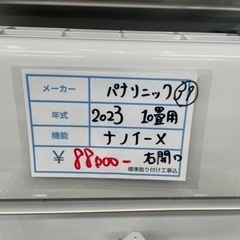 メーカー パナソニック 39
年式 2023 10畳用
機能 ナノイーX
¥ 88000- 右開口
標準取り付け工事込